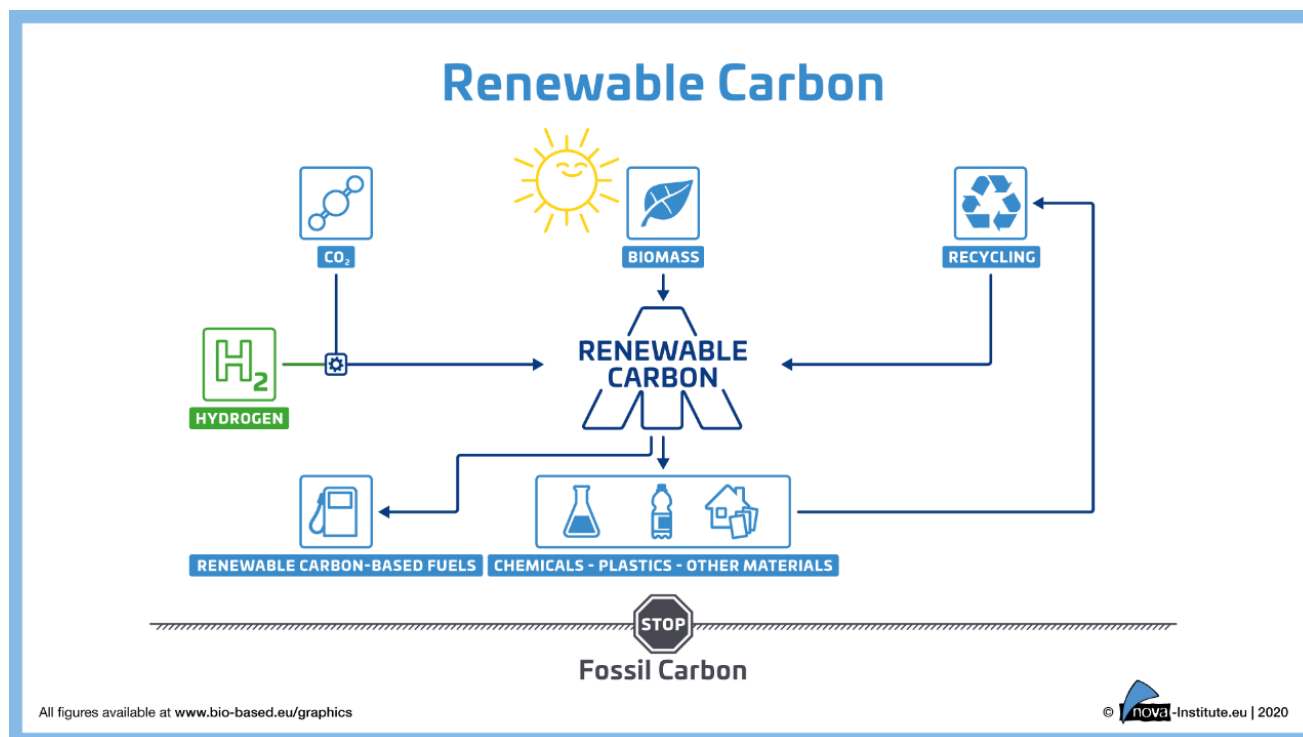 Renewable Carbon
CO₂
BIOMASS
RECYCLING
H₂
HYDROGEN
RENEWABLE
CARBON
RENEWABLE CARBON-BASED FUELS
CHEMICALS - PLASTICS - OTHER MATERIALS
STOP
Fossil Carbon
All figures available at www.bio-based.eu/graphics
© nova-Institute.eu | 2020